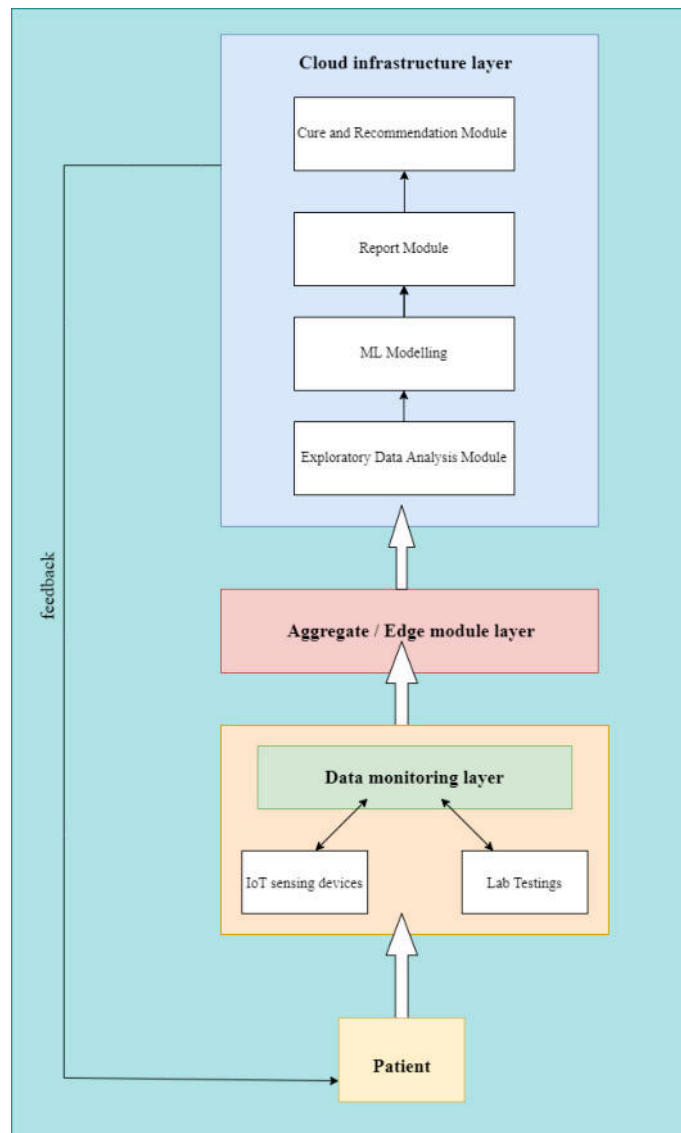 Cloud infrastructure layer
Cure and Recommendation Module
Report Module
ML Modelling
Exploratory Data Analysis Module
feedback
Aggregate / Edge module layer
Data monitoring layer
IoT sensing devices
Lab Testings
Patient